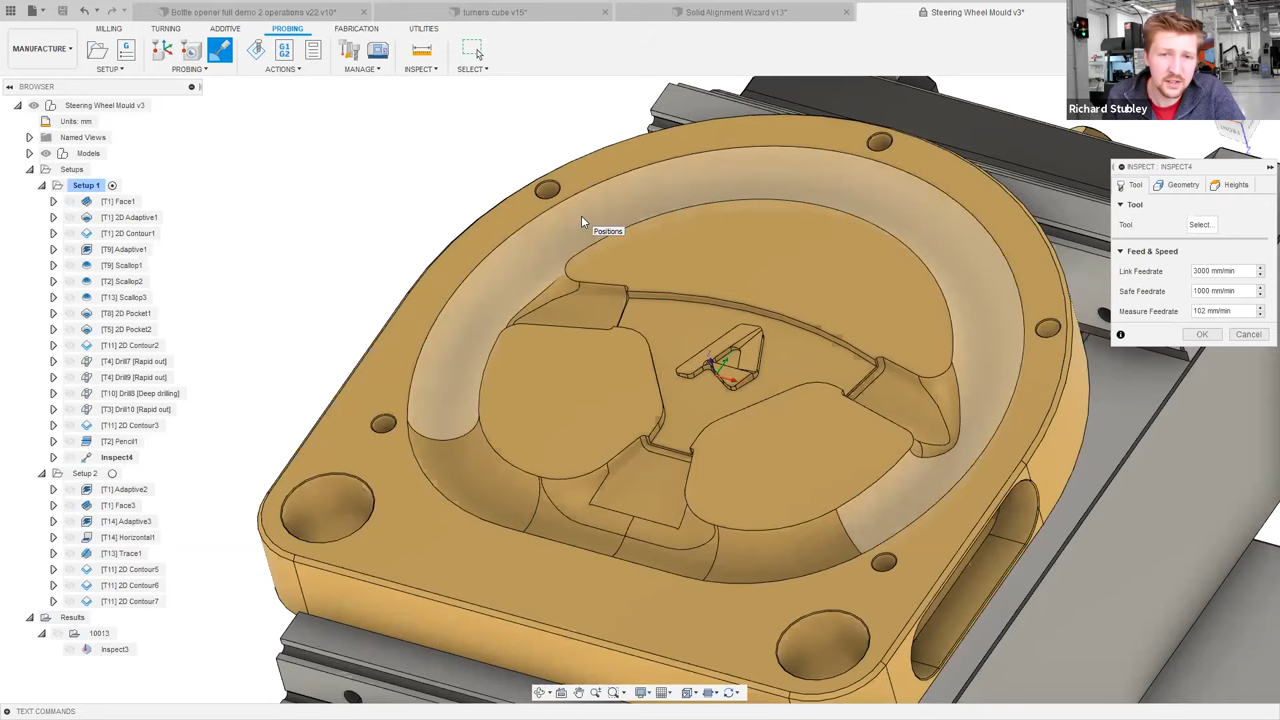 Bottle opener full demo 2 operations v22 v10*
turners cube v15*
Solid Alignment Wizard v13*
Steering Wheel Mould v3*
MILLING
TURNING
ADDITIVE
PROBING
FABRICATION
UTILITIES
MANUFACTURE
SETUP
PROBING
G1
G2
ACTIONS
MANAGE
INSPECT
SELECT
Richard Stubley
BROWSER
Steering Wheel Mould v3
Units: mm
Named Views
Models
Setups
Setup 1
[T1] Face1
[T1] 2D Adaptive1
[T1] 2D Contour1
[T9] Adaptive1
[T9] Scallop1
[T2] Scallop2
[T13] Scallop3
[T8] 2D Pocket1
[T5] 2D Pocket2
[T11] 2D Contour2
[T4] Drill7 [Rapid out]
[T4] Drill9 [Rapid out]
[T10] Drill8 [Deep drilling]
[T3] Drill10 [Rapid out]
[T11] 2D Contour3
[T2] Pencil1
Inspect4
Setup 2
[T1] Adaptive2
[T1] Face3
[T14] Adaptive3
[T14] Horizontal1
[T13] Trace1
[T11] 2D Contour5
[T11] 2D Contour6
[T11] 2D Contour7
Results
10013
Inspect3
Positions
INSPECT : INSPECT4
Tool
Geometry
Heights
Tool
Tool
Select...
Feed & Speed
Link Feedrate
3000 mm/min
Safe Feedrate
1000 mm/min
Measure Feedrate
102 mm/min
OK
Cancel
TEXT COMMANDS